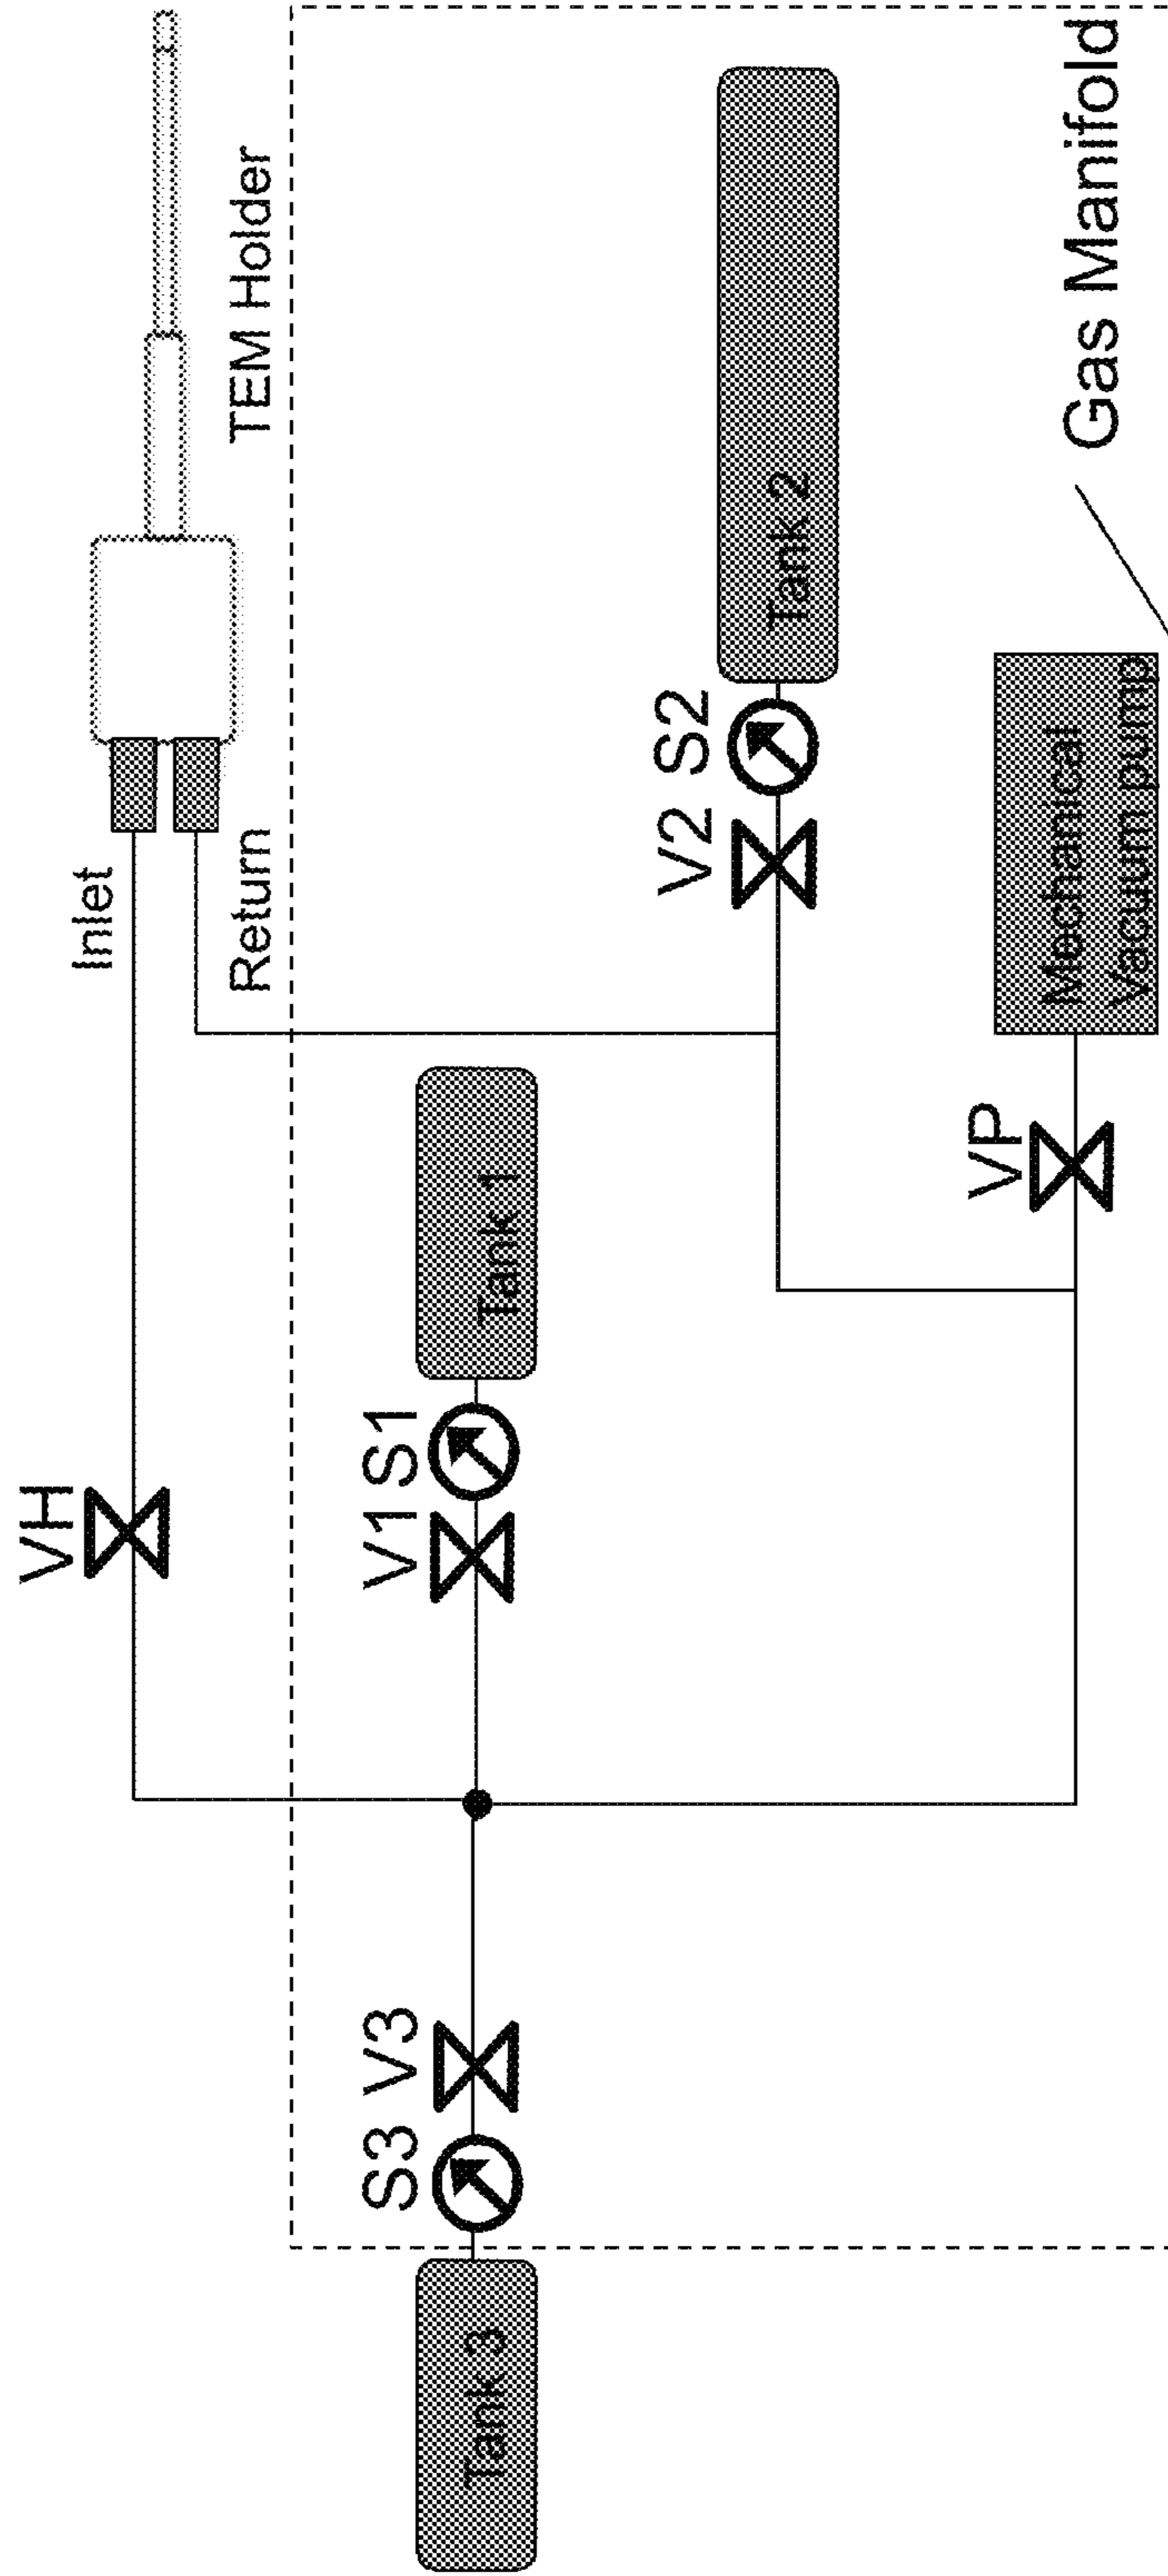 VH
Inlet
TEM Holder
Return
Tank 3
S3
V3
V1
S1
Tank 1
V2
S2
Tank 2
VP
Mechanical
Vacuum pump
Gas Manifold